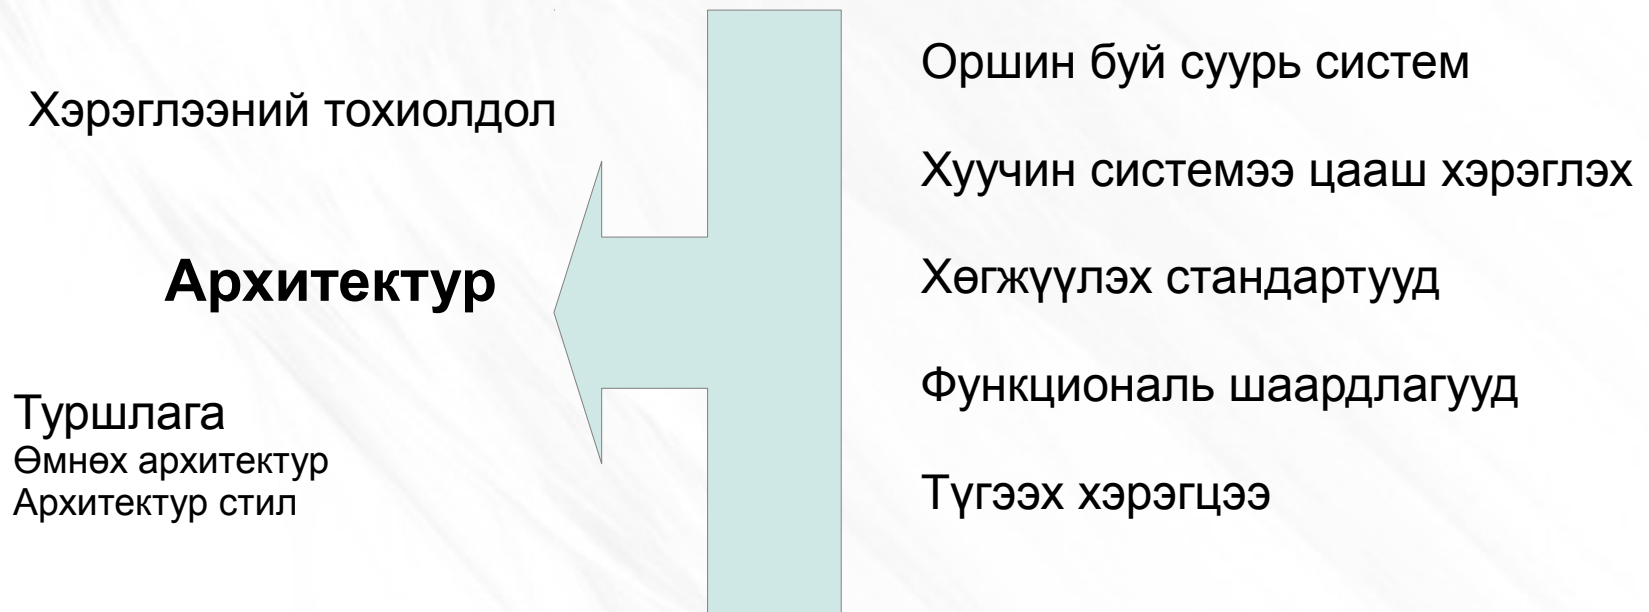 Хэрэглээний тохиолдол
Архитектур
Туршлага
Өмнөх архитектур
Архитектур стил
Оршин буй суурь систем
Хуучин системээ цааш хэрэглэх
Хөгжүүлэх стандартууд
Функциональ шаардлагууд
Түгээх хэрэгцээ